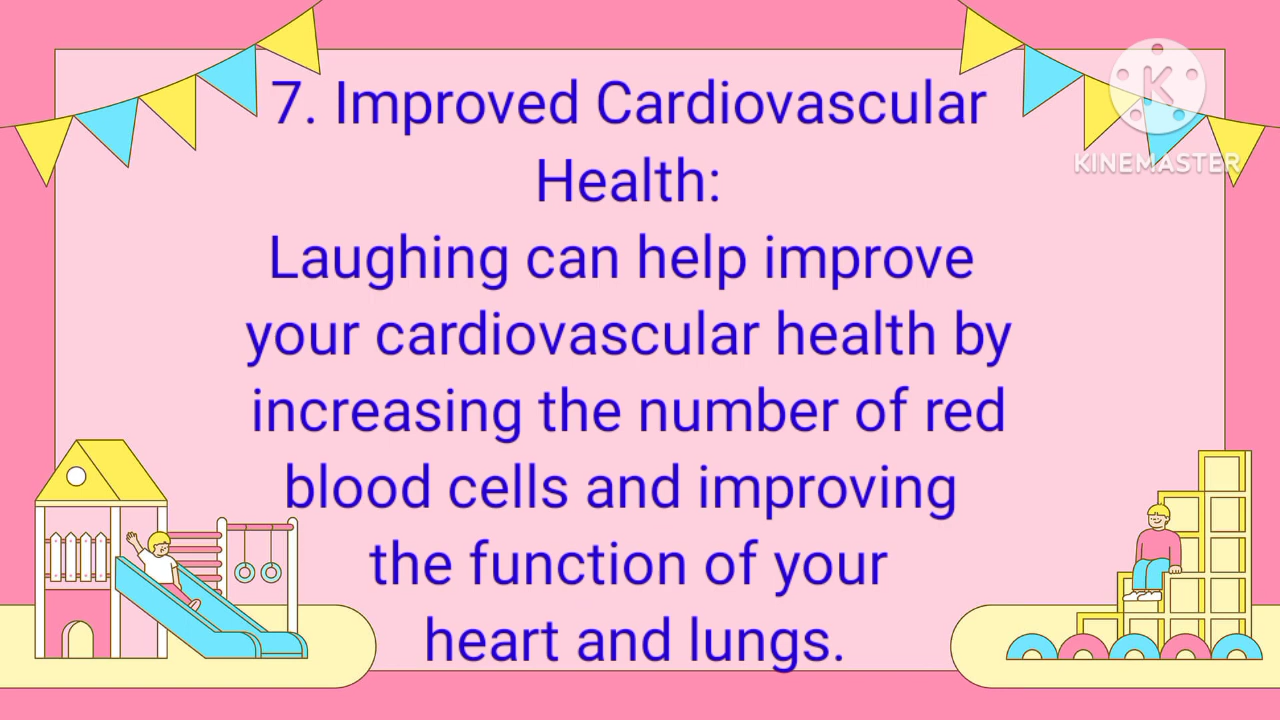 7. Improved Cardiovascular
Health:
Laughing can help improve
your cardiovascular health by
increasing the number of red
blood cells and improving
the function of your
heart and lungs.
K
KINEMASTER